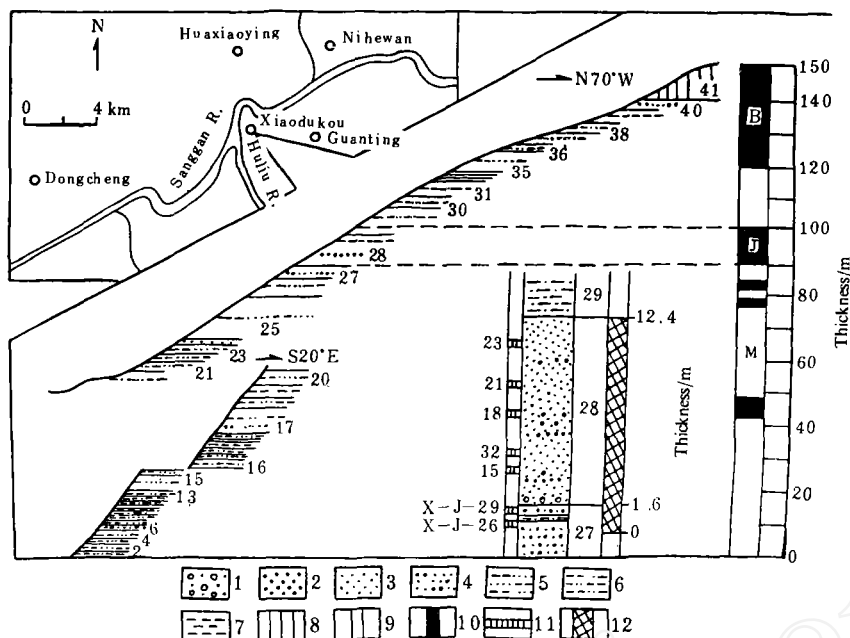 N
Huaxiaoying
Nihewan
0 4 km
Sanggan R.
Xiaodukou
Guanting
Huliu R.
Dongcheng
N70°W
S20°E
41
40
38
36
35
31
30
28
27
25
23
21
20
17
16
15
13
6
4
2
29
28
27
23
21
18
32
15
X-J-29
X-J-26
12.4
1.6
0
Thickness/m
B
J
M
150
140
120
100
80
60
40
20
0
Thickness/m
1 2 3 4 5 6
7 8 9 10 11 12